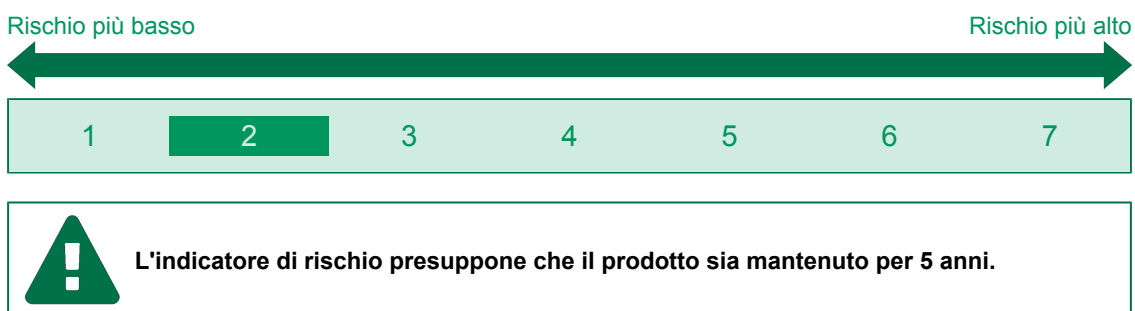 Rischio più basso Rischio più alto
1 2 3 4 5 6 7
L'indicatore di rischio presuppone che il prodotto sia mantenuto per 5 anni.